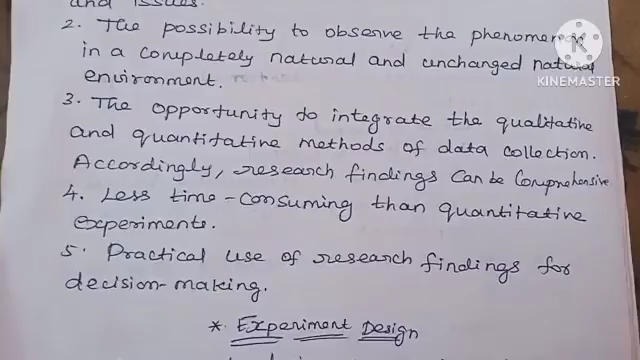 and issues.
2. The possibility to observe the phenomenon
in a completely natural and unchanged natural
environment.
3. The opportunity to integrate the qualitative
and quantitative methods of data collection.
Accordingly, research findings can be comprehensive
4. Less time-consuming than quantitative
experiments.
5. Practical use of research findings for
decision-making.
* Experiment Design
K
KINEMASTER